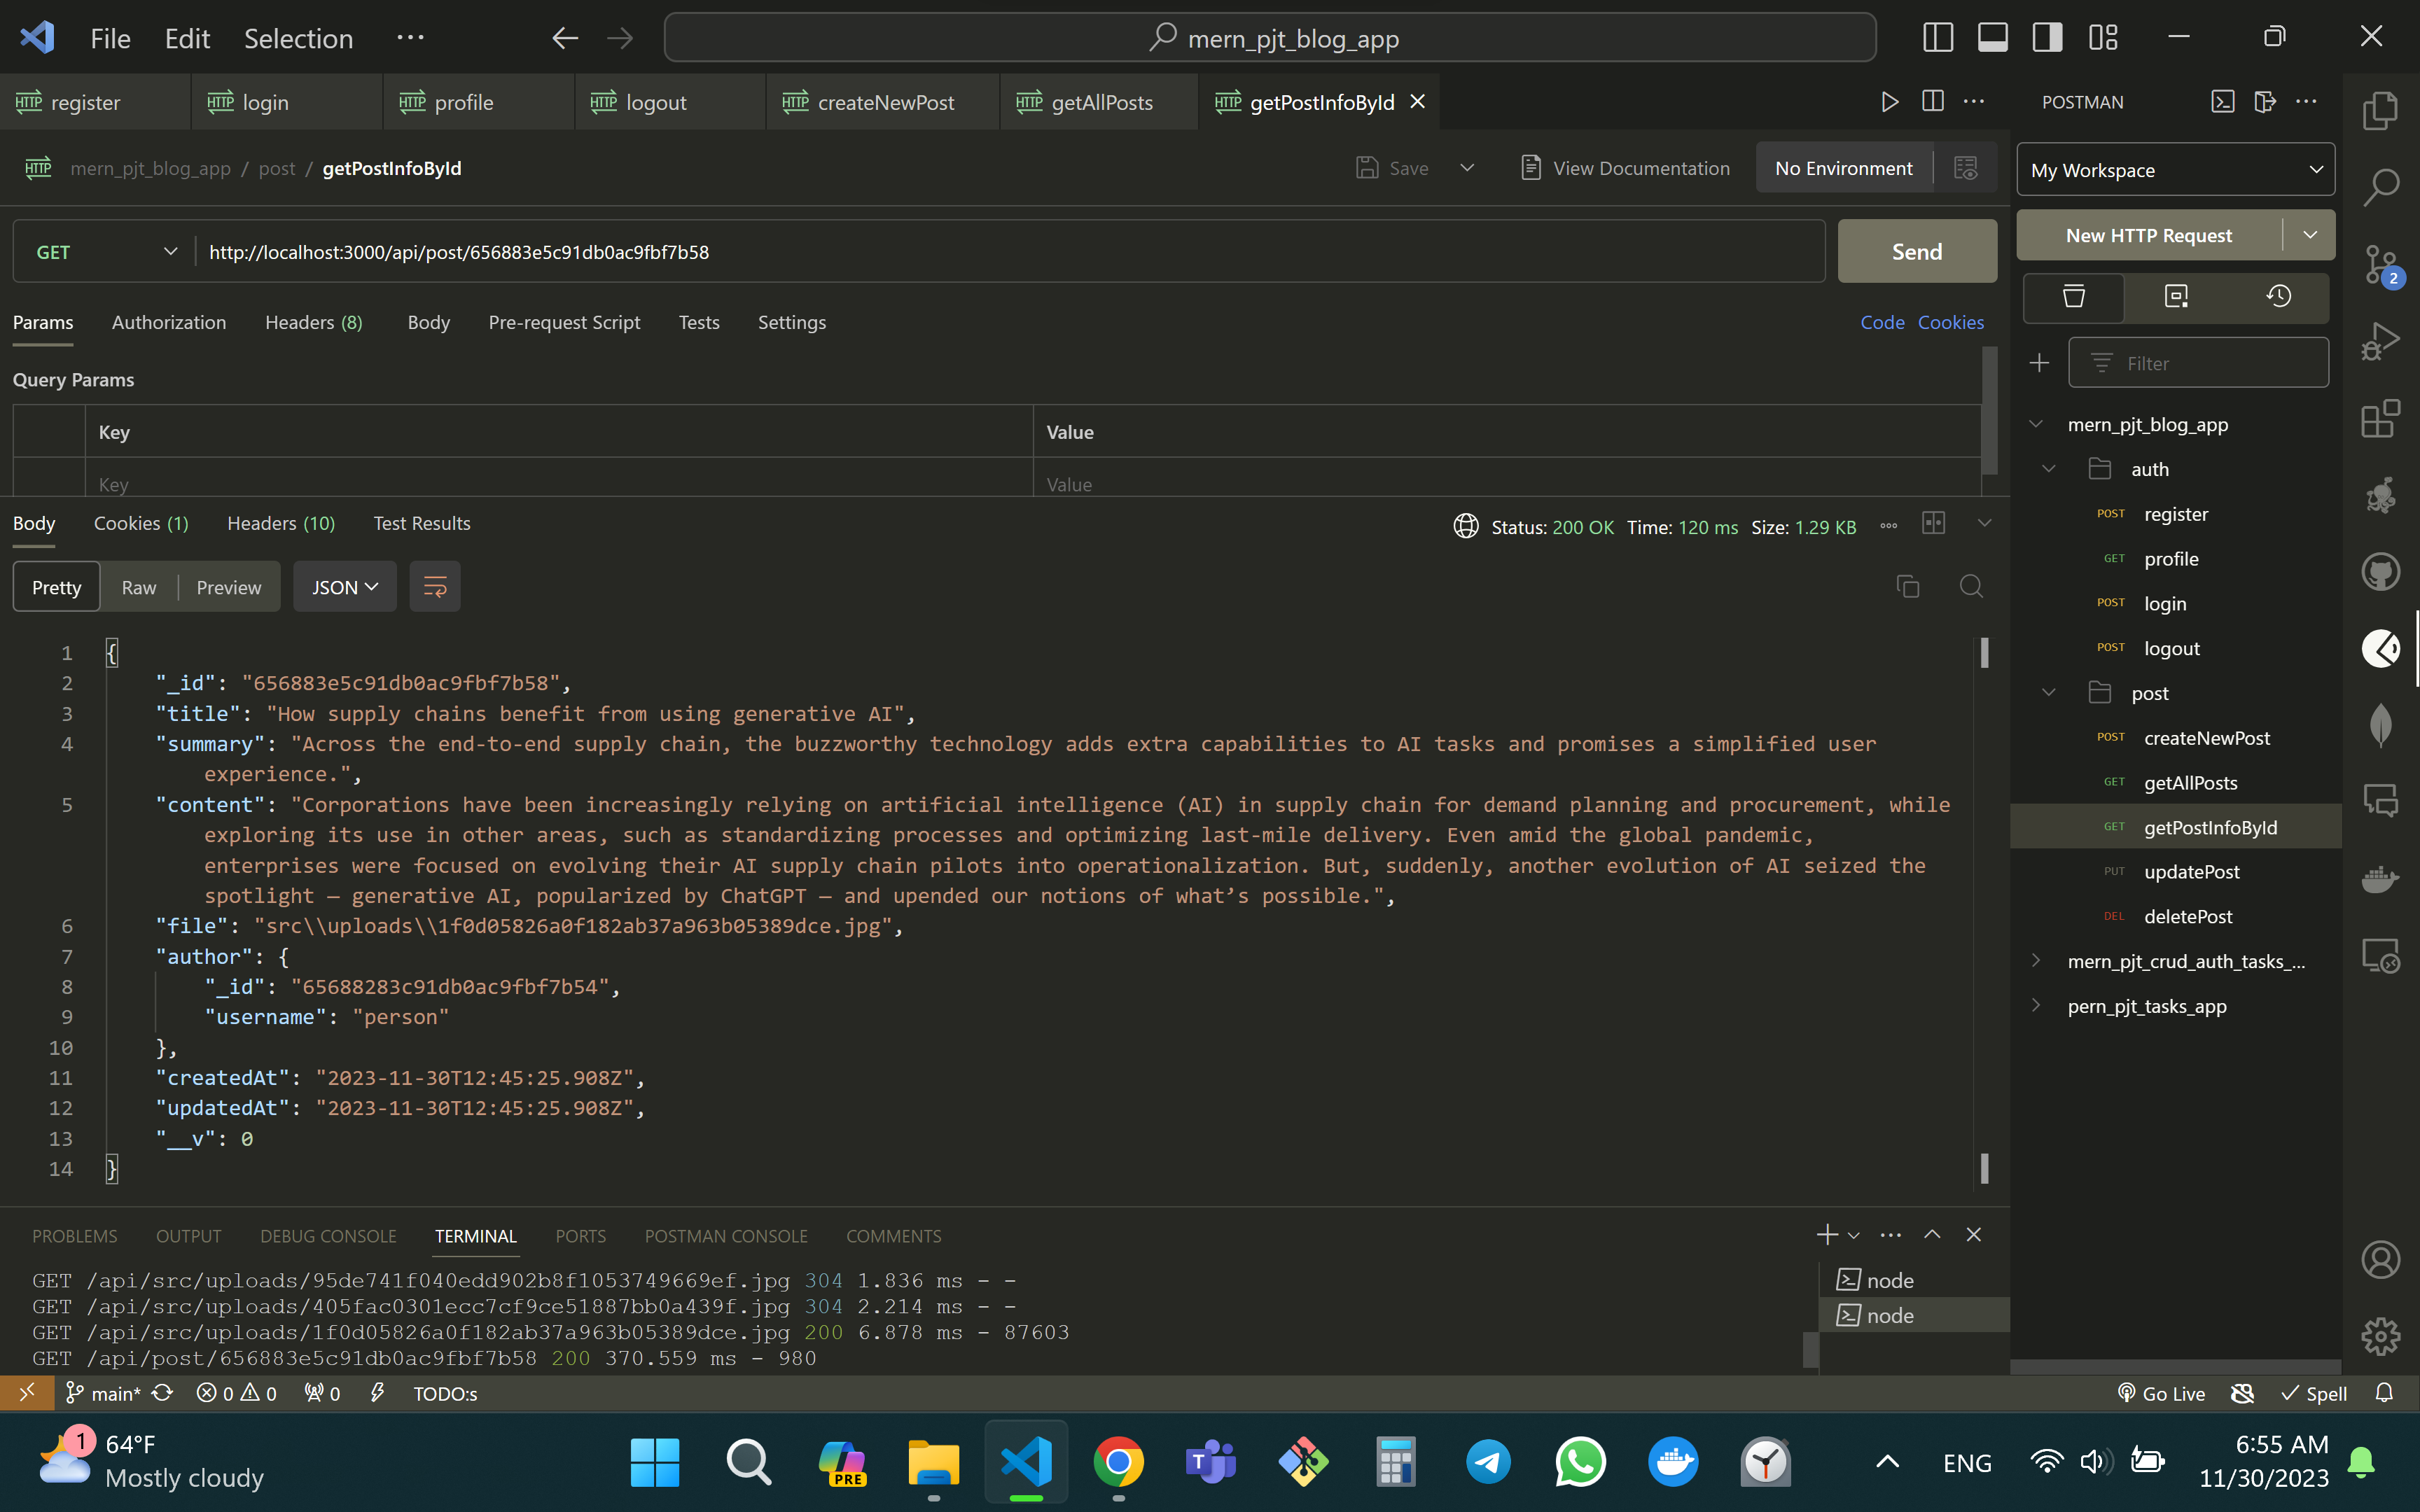 File Edit Selection ··· mern_pjt_blog_app
HTTP register HTTP login HTTP profile HTTP logout HTTP createNewPost HTTP getAllPosts HTTP getPostInfoById
POSTMAN
HTTP mern_pjt_blog_app / post / getPostInfoById Save View Documentation No Environment
My Workspace
GET http://localhost:3000/api/post/656883e5c91db0ac9fbf7b58 Send
New HTTP Request
Params Authorization Headers (8) Body Pre-request Script Tests Settings Code Cookies
Query Params
Key Value
Key Value
Body Cookies (1) Headers (10) Test Results Status: 200 OK Time: 120 ms Size: 1.29 KB
Pretty Raw Preview JSON
1 {
2 "_id": "656883e5c91db0ac9fbf7b58",
3 "title": "How supply chains benefit from using generative AI",
4 "summary": "Across the end-to-end supply chain, the buzzworthy technology adds extra capabilities to AI tasks and promises a simplified user
experience.",
5 "content": "Corporations have been increasingly relying on artificial intelligence (AI) in supply chain for demand planning and procurement, while
exploring its use in other areas, such as standardizing processes and optimizing last-mile delivery. Even amid the global pandemic,
enterprises were focused on evolving their AI supply chain pilots into operationalization. But, suddenly, another evolution of AI seized the
spotlight — generative AI, popularized by ChatGPT — and upended our notions of what’s possible.",
6 "file": "src\\uploads\\1f0d05826a0f182ab37a963b05389dce.jpg",
7 "author": {
8 "_id": "65688283c91db0ac9fbf7b54",
9 "username": "person"
10 },
11 "createdAt": "2023-11-30T12:45:25.908Z",
12 "updatedAt": "2023-11-30T12:45:25.908Z",
13 "__v": 0
14 }
2
Filter
mern_pjt_blog_app
auth
POST register
GET profile
POST login
POST logout
post
POST createNewPost
GET getAllPosts
GET getPostInfoById
PUT updatePost
DEL deletePost
mern_pjt_crud_auth_tasks_...
pern_pjt_tasks_app
PROBLEMS OUTPUT DEBUG CONSOLE TERMINAL PORTS POSTMAN CONSOLE COMMENTS
GET /api/src/uploads/95de741f040edd902b8f1053749669ef.jpg 304 1.836 ms - -
GET /api/src/uploads/405fac0301ecc7cf9ce51887bb0a439f.jpg 304 2.214 ms - -
GET /api/src/uploads/1f0d05826a0f182ab37a963b05389dce.jpg 200 6.878 ms - 87603
GET /api/post/656883e5c91db0ac9fbf7b58 200 370.559 ms - 980
node
node
main* 0 0 0 TODO:s Go Live Spell
1 64°F
Mostly cloudy
PRE
T
ENG
6:55 AM
11/30/2023